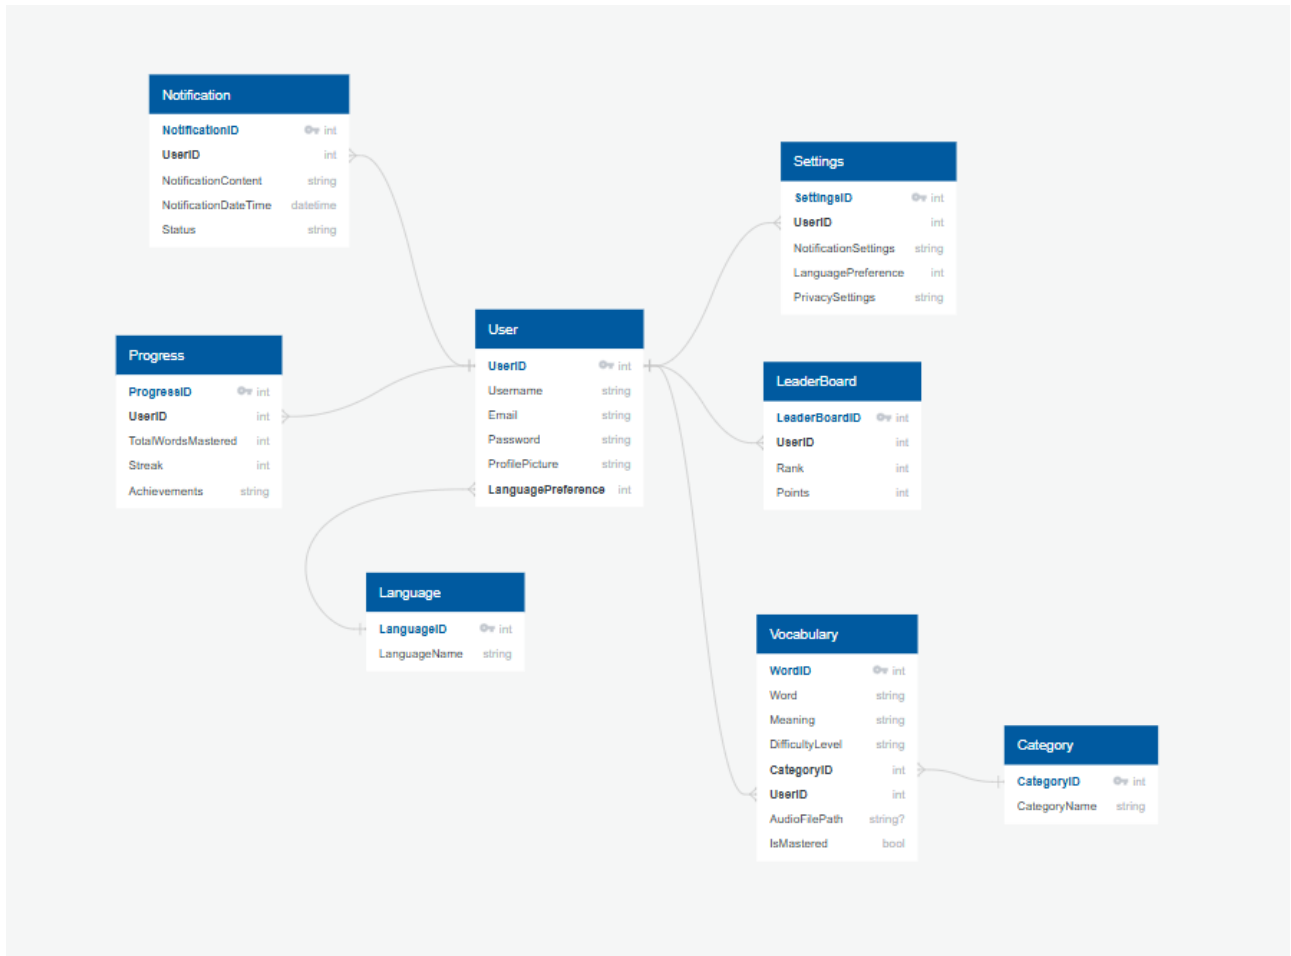 Notification
NotificationID int
UserID int
NotificationContent string
NotificationDateTime datetime
Status string
Settings
SettingsID int
UserID int
NotificationSettings string
LanguagePreference int
PrivacySettings string
User
UserID int
Username string
Email string
Password string
ProfilePicture string
LanguagePreference int
Progress
ProgressID int
UserID int
TotalWordsMastered int
Streak int
Achievements string
LeaderBoard
LeaderBoardID int
UserID int
Rank int
Points int
Language
LanguageID int
LanguageName string
Vocabulary
WordID int
Word string
Meaning string
DifficultyLevel string
CategoryID int
UserID int
AudioFilePath string?
IsMastered bool
Category
CategoryID int
CategoryName string